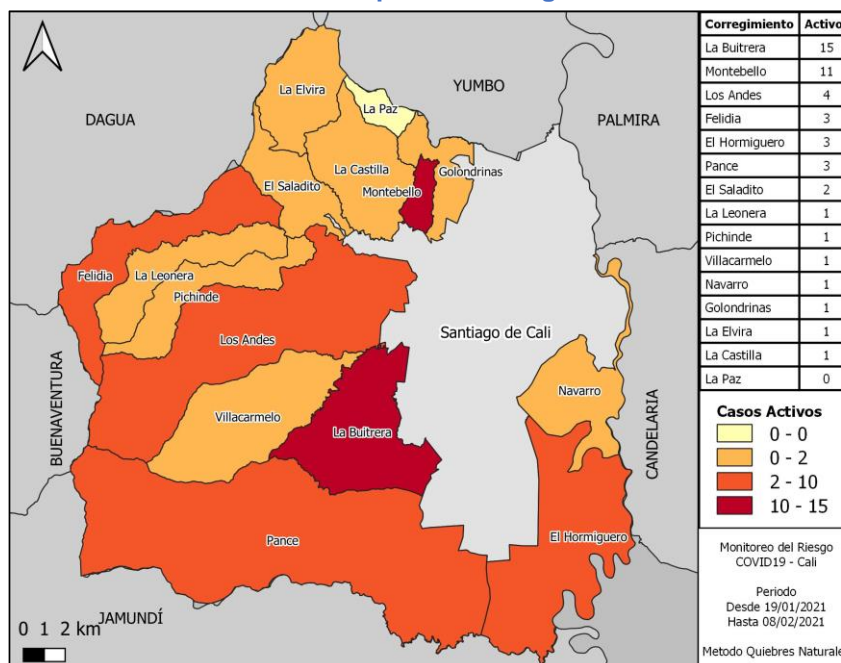 YUMBO
DAGUA
PALMIRA
La Elvira
La Paz
La Castilla
Golondrinas
Montebello
El Saladito
Felidia
La Leonera
Pichinde
Los Andes
Santiago de Cali
BUENAVENTURA
Villacarmelo
La Buitrera
Navarro
CANDELARIA
Pance
El Hormiguero
JAMUNDÍ
0 1 2 km
Corregimiento Activo
La Buitrera 15
Montebello 11
Los Andes 4
Felidia 3
El Hormiguero 3
Pance 3
El Saladito 2
La Leonera 1
Pichinde 1
Villacarmelo 1
Navarro 1
Golondrinas 1
La Elvira 1
La Castilla 1
La Paz 0
Casos Activos
0 - 0
0 - 2
2 - 10
10 - 15
Monitoreo del Riesgo
COVID19 - Cali
Periodo
Desde 19/01/2021
Hasta 08/02/2021
Metodo Quiebres Naturale